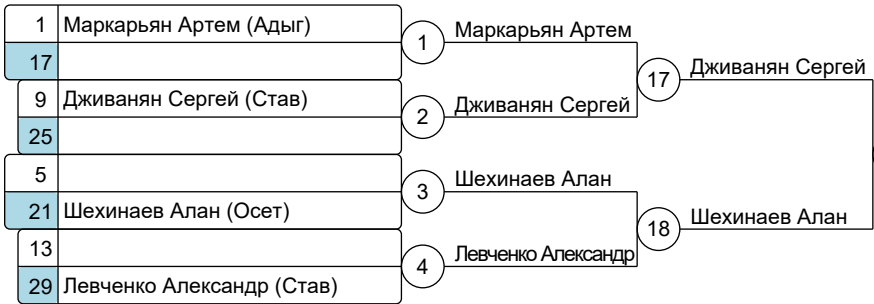 1 Маркарьян Артем (Адыг)
17
9 Дживанян Сергей (Став)
25
5
21 Шехинаев Алан (Осет)
13
29 Левченко Александр (Став)
1 Маркарьян Артем
2 Дживанян Сергей
3 Шехинаев Алан
4 Левченко Александр
17 Дживанян Сергей
18 Шехинаев Алан